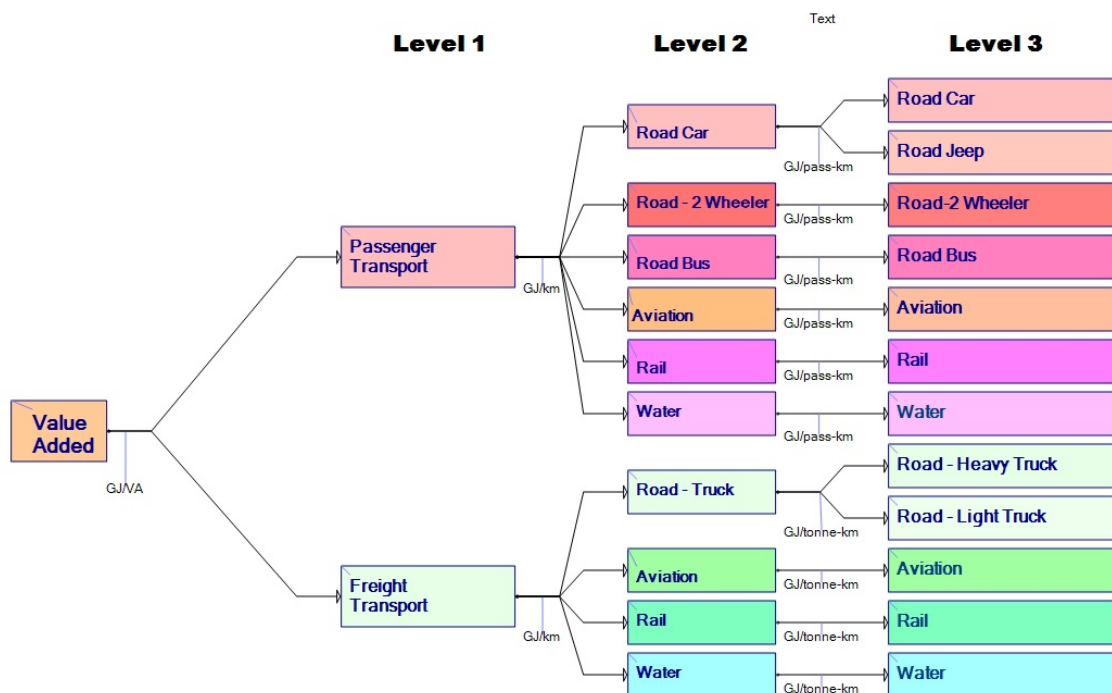 Text
Level 1
Level 2
Level 3
Value
Added
GJ/VA
Passenger
Transport
GJ/km
Road Car
GJ/pass-km
Road Car
Road Jeep
Road - 2 Wheeler
GJ/pass-km
Road-2 Wheeler
Road Bus
GJ/pass-km
Road Bus
Aviation
GJ/pass-km
Aviation
Rail
GJ/pass-km
Rail
Water
GJ/pass-km
Water
Freight
Transport
GJ/km
Road - Truck
GJ/tonne-km
Road - Heavy Truck
Road - Light Truck
Aviation
GJ/tonne-km
Aviation
Rail
GJ/tonne-km
Rail
Water
GJ/tonne-km
Water